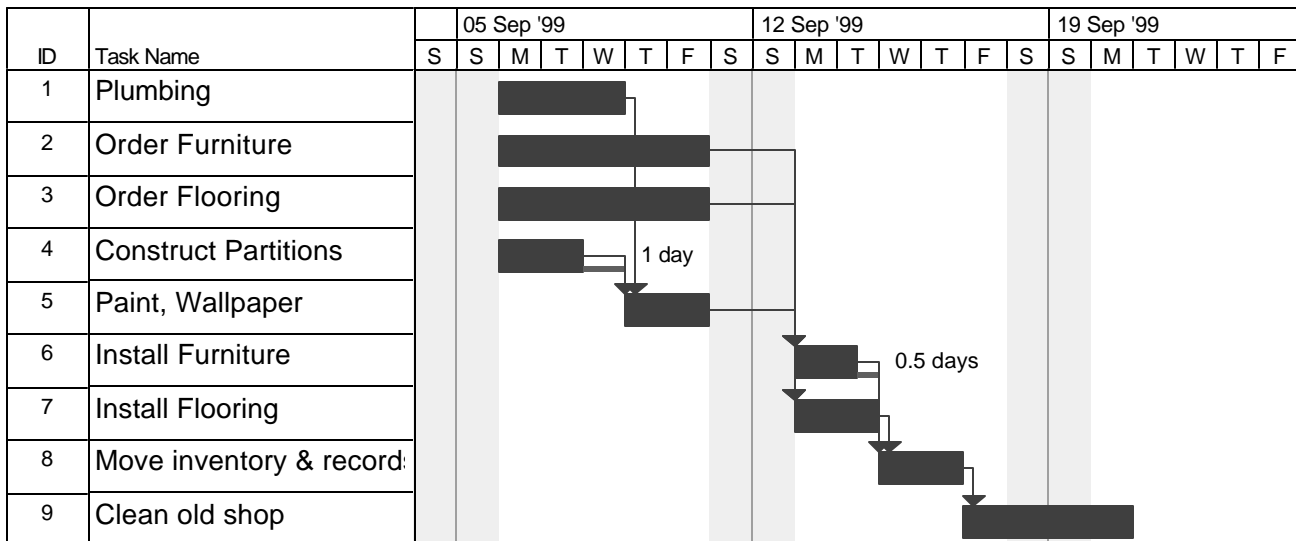 05 Sep '99 12 Sep '99 19 Sep '99
ID Task Name S S M T W T F S S M T W T F S S M T W T F
1 Plumbing
2 Order Furniture
3 Order Flooring
4 Construct Partitions 1 day
5 Paint, Wallpaper
6 Install Furniture 0.5 days
7 Install Flooring
8 Move inventory & records
9 Clean old shop